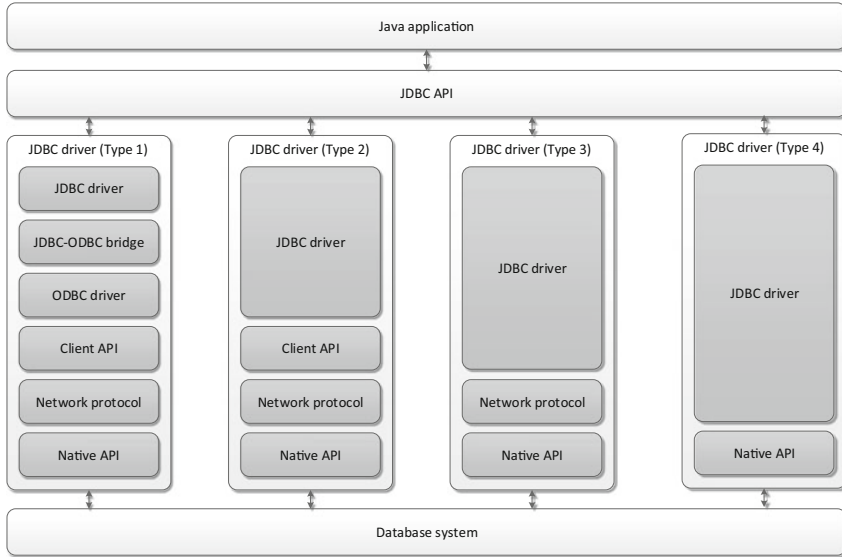 Java application
JDBC API
JDBC driver (Type 1)
JDBC driver
JDBC-ODBC bridge
ODBC driver
Client API
Network protocol
Native API
JDBC driver (Type 2)
JDBC driver
Client API
Network protocol
Native API
JDBC driver (Type 3)
JDBC driver
Network protocol
Native API
JDBC driver (Type 4)
JDBC driver
Native API
Database system